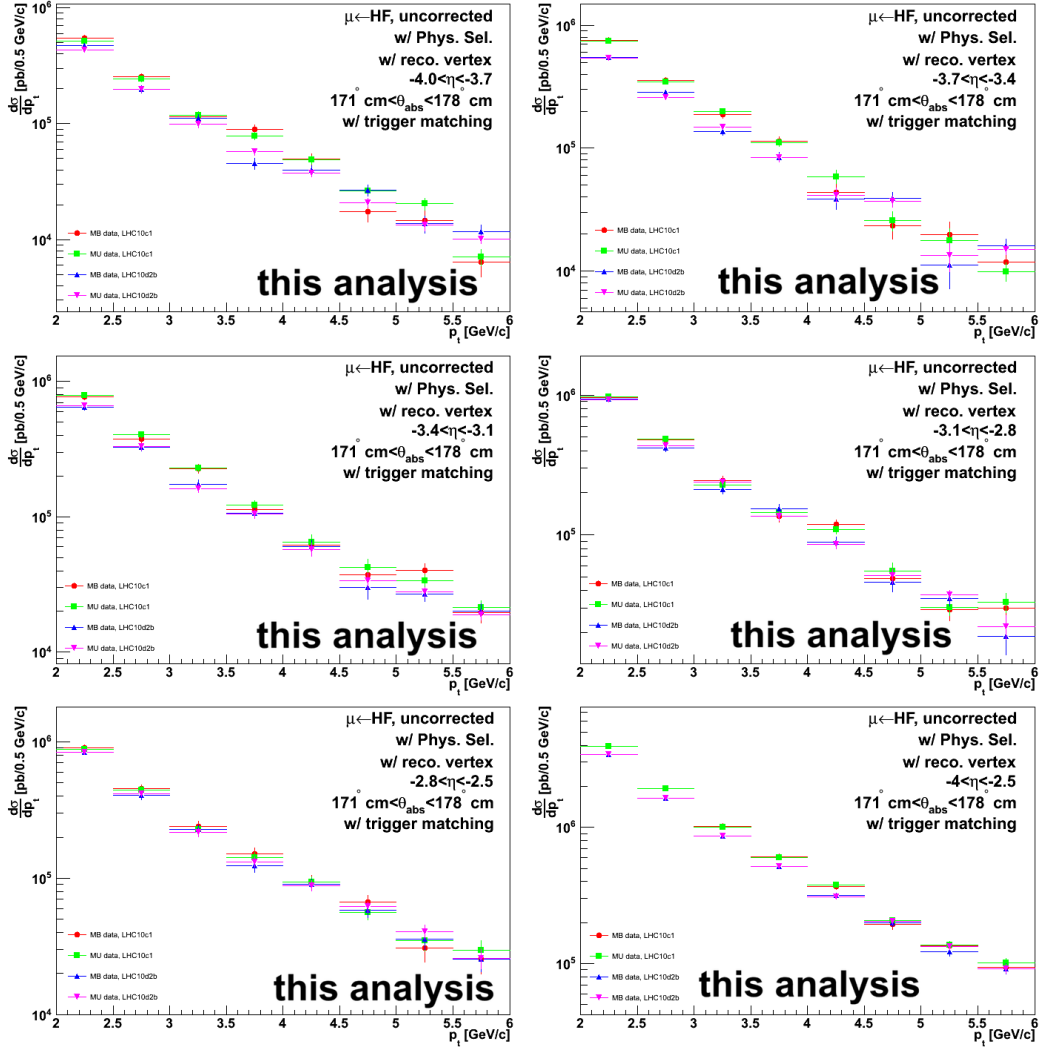 dσ/dp_t [pb/0.5 GeV/c]
10^6
10^5
10^4
μ←HF, uncorrected
w/ Phys. Sel.
w/ reco. vertex
-4.0<η<-3.7
171° cm<θ_abs<178° cm
w/ trigger matching
MB data, LHC10c1
MU data, LHC10c1
MB data, LHC10d2b
MU data, LHC10d2b
this analysis
2 2.5 3 3.5 4 4.5 5 5.5 6
p_t [GeV/c]
dσ/dp_t [pb/0.5 GeV/c]
10^6
10^5
10^4
μ←HF, uncorrected
w/ Phys. Sel.
w/ reco. vertex
-3.7<η<-3.4
171° cm<θ_abs<178° cm
w/ trigger matching
MB data, LHC10c1
MU data, LHC10c1
MB data, LHC10d2b
MU data, LHC10d2b
this analysis
2 2.5 3 3.5 4 4.5 5 5.5 6
p_t [GeV/c]
dσ/dp_t [pb/0.5 GeV/c]
10^6
10^5
10^4
μ←HF, uncorrected
w/ Phys. Sel.
w/ reco. vertex
-3.4<η<-3.1
171° cm<θ_abs<178° cm
w/ trigger matching
MB data, LHC10c1
MU data, LHC10c1
MB data, LHC10d2b
MU data, LHC10d2b
this analysis
2 2.5 3 3.5 4 4.5 5 5.5 6
p_t [GeV/c]
dσ/dp_t [pb/0.5 GeV/c]
10^6
10^5
μ←HF, uncorrected
w/ Phys. Sel.
w/ reco. vertex
-3.1<η<-2.8
171° cm<θ_abs<178° cm
w/ trigger matching
MB data, LHC10c1
MU data, LHC10c1
MB data, LHC10d2b
MU data, LHC10d2b
this analysis
2 2.5 3 3.5 4 4.5 5 5.5 6
p_t [GeV/c]
dσ/dp_t [pb/0.5 GeV/c]
10^6
10^5
10^4
μ←HF, uncorrected
w/ Phys. Sel.
w/ reco. vertex
-2.8<η<-2.5
171° cm<θ_abs<178° cm
w/ trigger matching
MB data, LHC10c1
MU data, LHC10c1
MB data, LHC10d2b
MU data, LHC10d2b
this analysis
2 2.5 3 3.5 4 4.5 5 5.5 6
p_t [GeV/c]
dσ/dp_t [pb/0.5 GeV/c]
10^6
10^5
μ←HF, uncorrected
w/ Phys. Sel.
w/ reco. vertex
-4<η<-2.5
171° cm<θ_abs<178° cm
w/ trigger matching
MB data, LHC10c1
MU data, LHC10c1
MB data, LHC10d2b
MU data, LHC10d2b
this analysis
2 2.5 3 3.5 4 4.5 5 5.5 6
p_t [GeV/c]